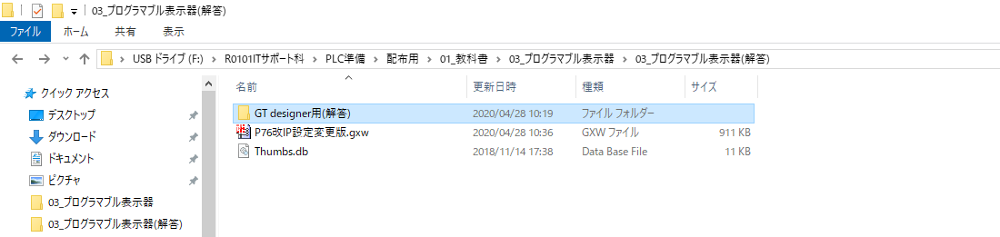 03_プログラマブル表示器(解答)
ファイル ホーム 共有 表示
USB ドライブ (F:) › R0101ITサポート科 › PLC準備 › 配布用 › 01_教科書 › 03_プログラマブル表示器 › 03_プログラマブル表示器(解答)
名前 更新日時 種類 サイズ
クイック アクセス
デスクトップ
ダウンロード
ドキュメント
ピクチャ
03_プログラマブル表示器
03_プログラマブル表示器(解答)
GT designer用(解答) 2020/04/28 10:19 ファイル フォルダー
P76改IP設定変更版.gxw 2020/04/28 10:36 GXW ファイル 911 KB
Thumbs.db 2018/11/14 17:38 Data Base File 11 KB